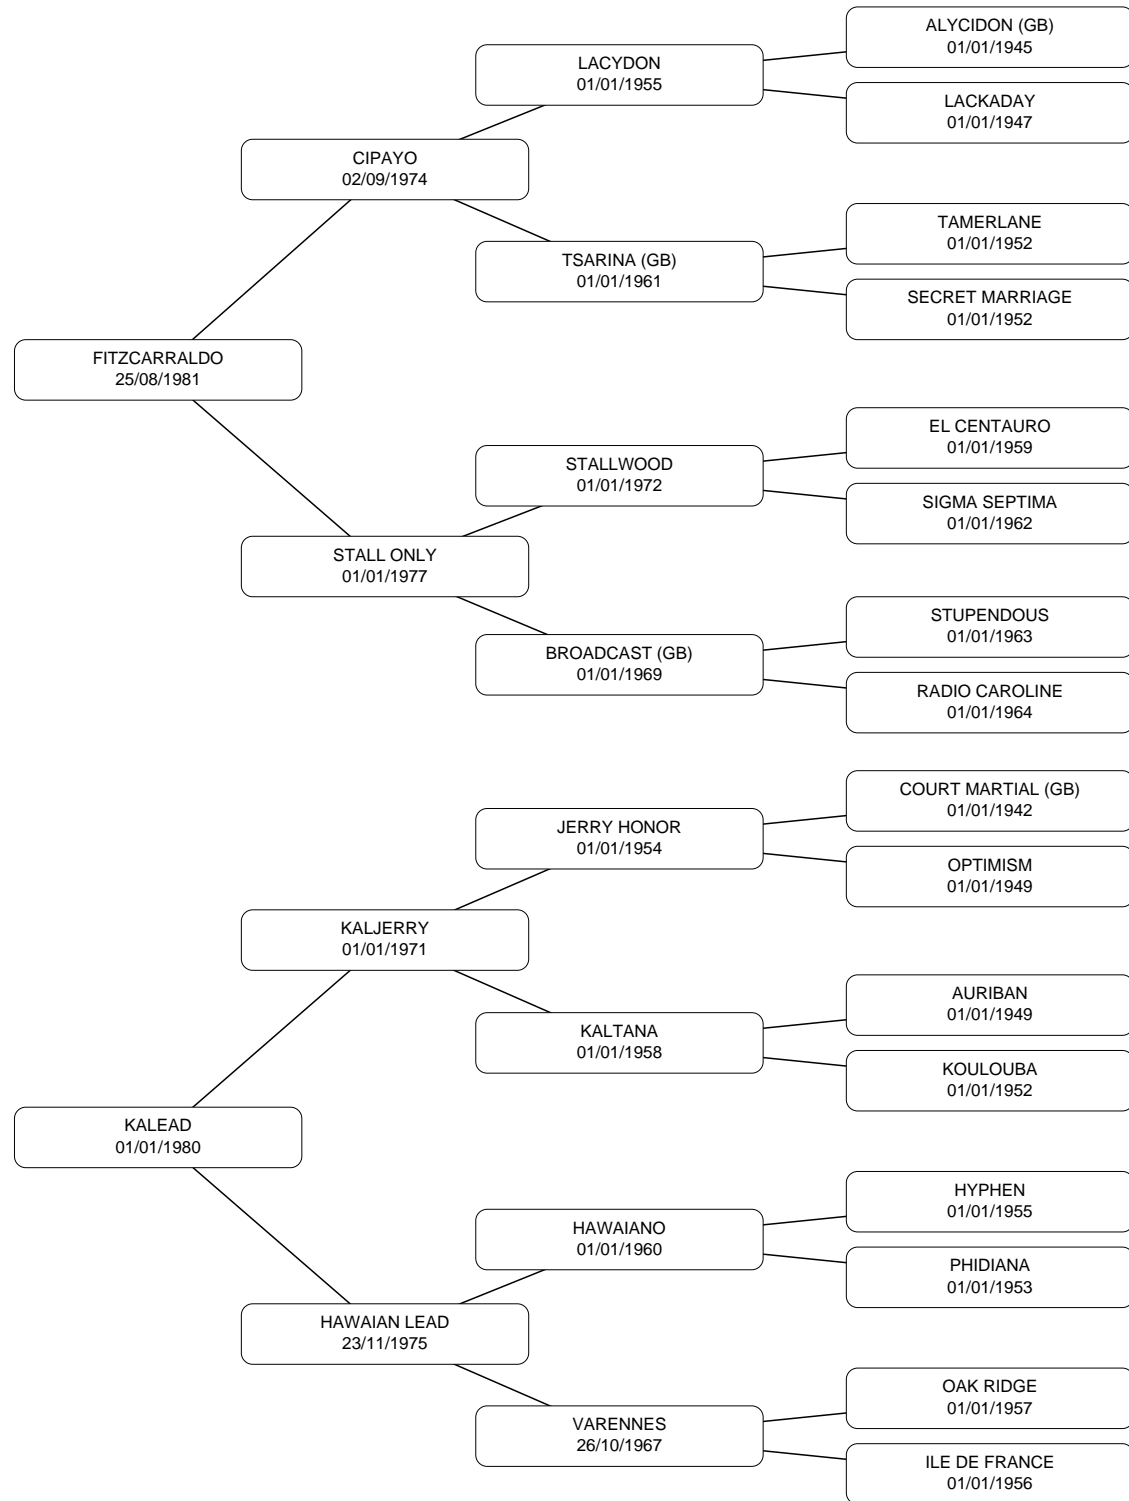 ALYCIDON (GB)
01/01/1945
LACYDON
01/01/1955
LACKADAY
01/01/1947
CIPAYO
02/09/1974
TAMERLANE
01/01/1952
TSARINA (GB)
01/01/1961
SECRET MARRIAGE
01/01/1952
FITZCARRALDO
25/08/1981
EL CENTAURO
01/01/1959
STALLWOOD
01/01/1972
SIGMA SEPTIMA
01/01/1962
STALL ONLY
01/01/1977
STUPENDOUS
01/01/1963
BROADCAST (GB)
01/01/1969
RADIO CAROLINE
01/01/1964
COURT MARTIAL (GB)
01/01/1942
JERRY HONOR
01/01/1954
OPTIMISM
01/01/1949
KALJERRY
01/01/1971
AURIBAN
01/01/1949
KALTANA
01/01/1958
KOULOUBA
01/01/1952
KALEAD
01/01/1980
HYPHEN
01/01/1955
HAWAIANO
01/01/1960
PHIDIANA
01/01/1953
HAWAIAN LEAD
23/11/1975
OAK RIDGE
01/01/1957
VARENNES
26/10/1967
ILE DE FRANCE
01/01/1956